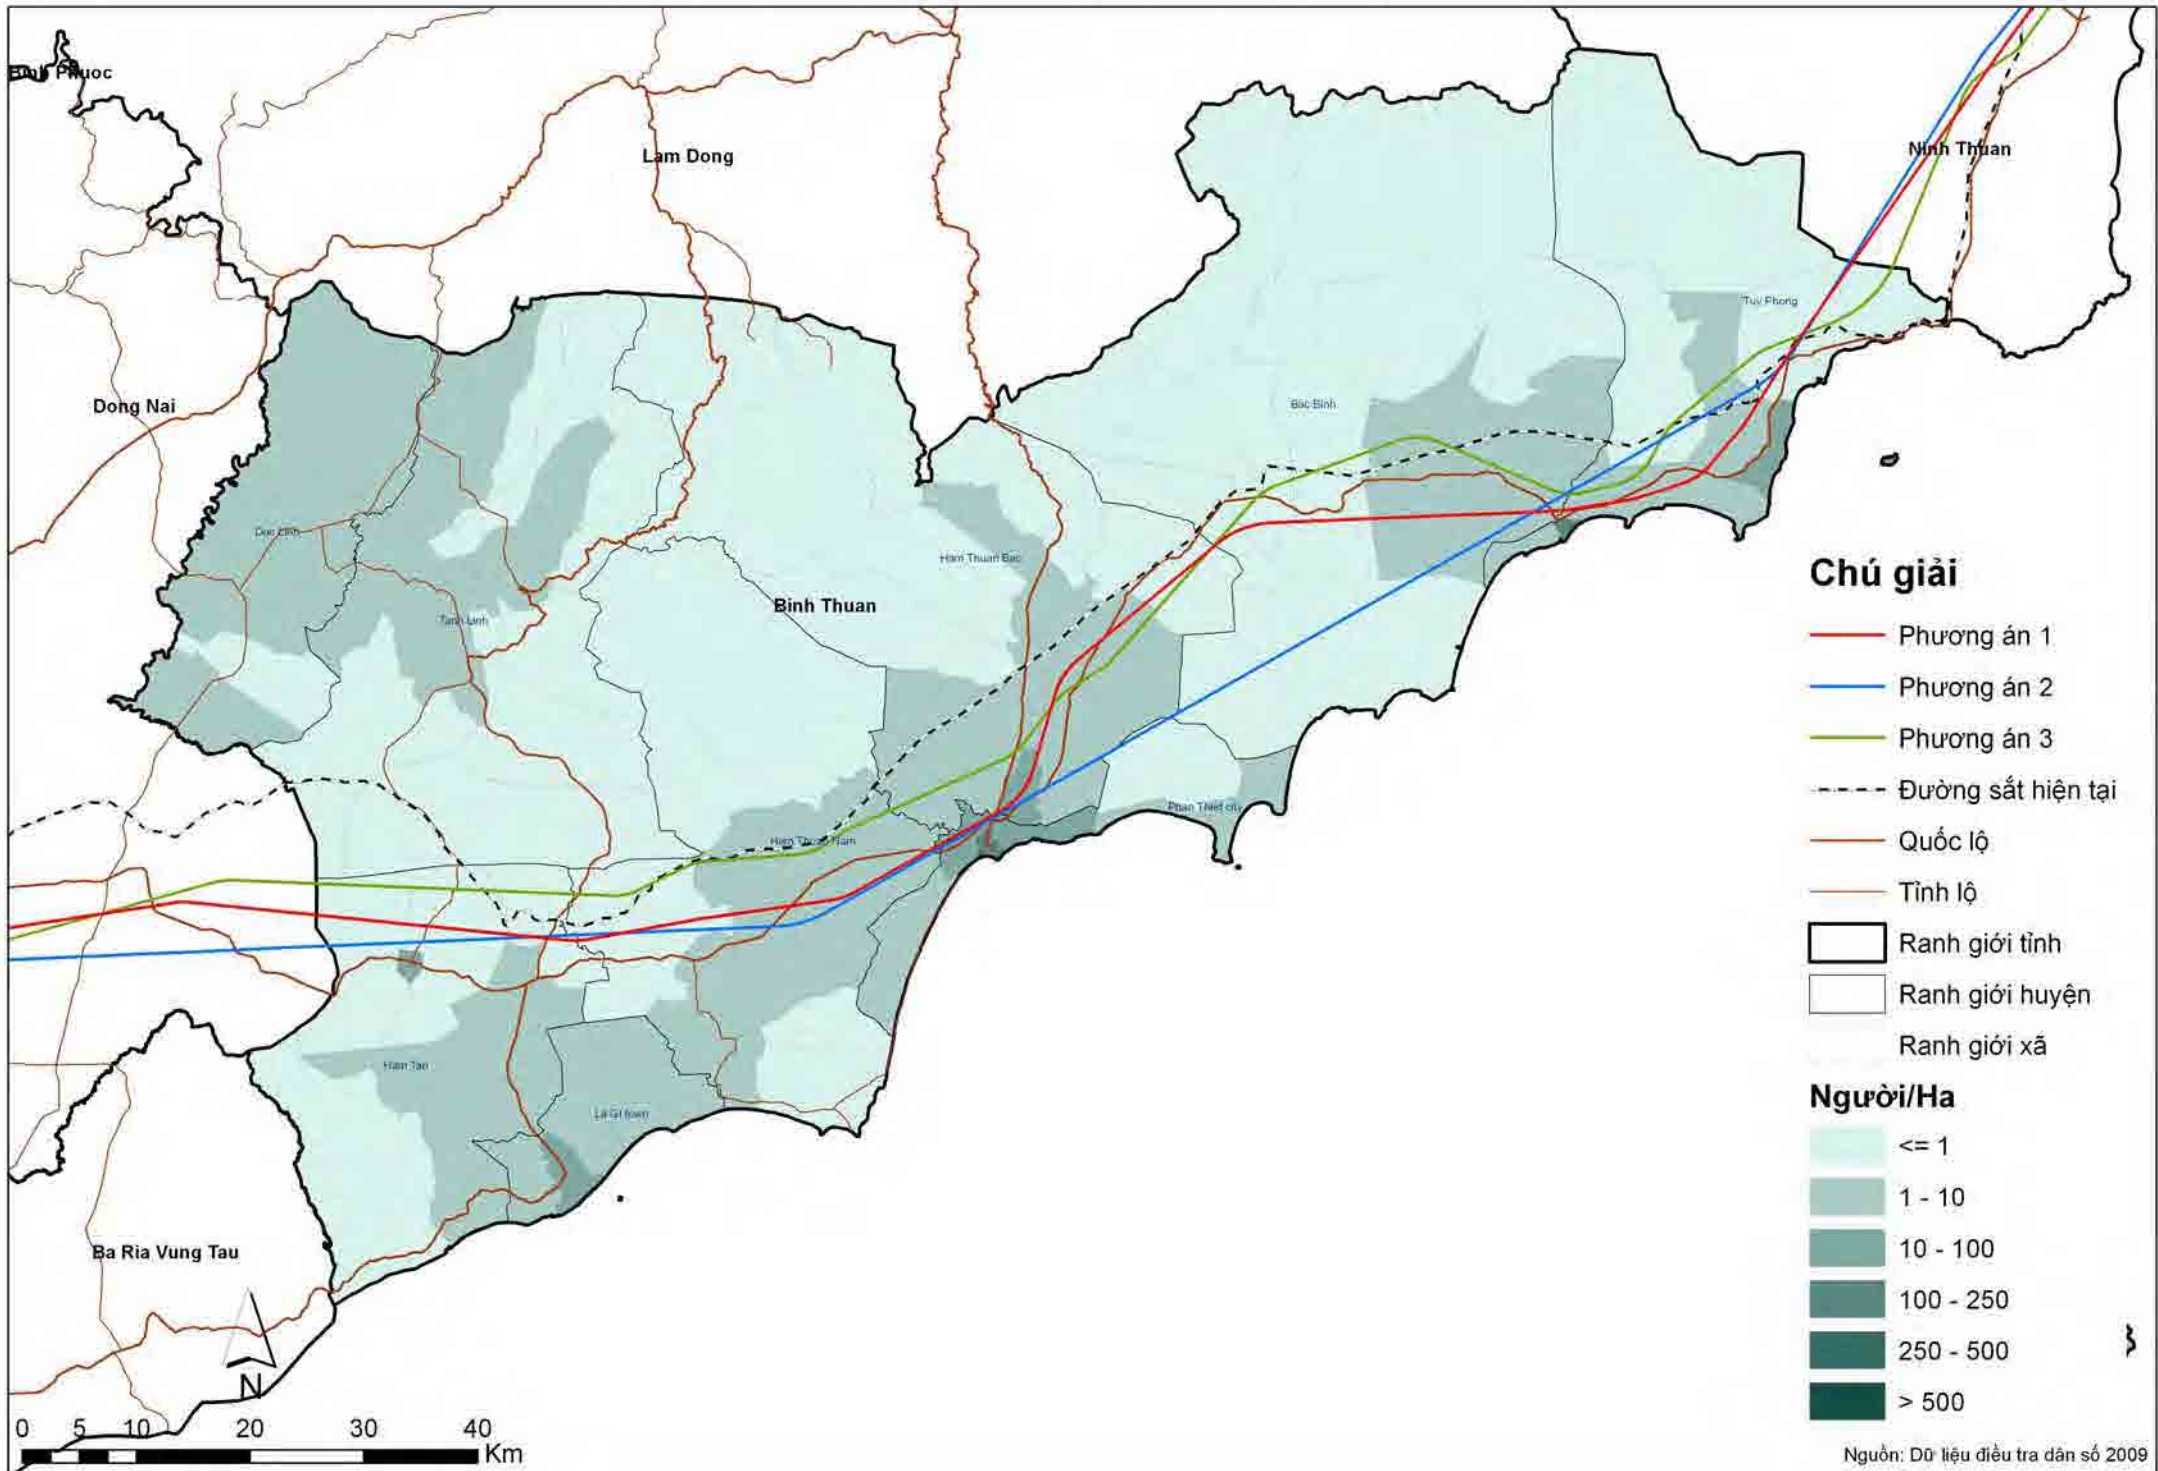 Binh Phuoc
Lam Dong
Ninh Thuan
Tuy Phong
Dong Nai
Bac Binh
Duc Linh
Ham Thuan Bac
Binh Thuan
Tanh Linh
Phan Thiet city
Ham Thuan Nam
Ham Tan
La Gi town
Ba Ria Vung Tau
Chú giải
Phương án 1
Phương án 2
Phương án 3
Đường sắt hiện tại
Quốc lộ
Tỉnh lộ
Ranh giới tỉnh
Ranh giới huyện
Ranh giới xã
Người/Ha
<= 1
1 - 10
10 - 100
100 - 250
250 - 500
> 500
N
0 5 10 20 30 40
Km
Nguồn: Dữ liệu điều tra dân số 2009